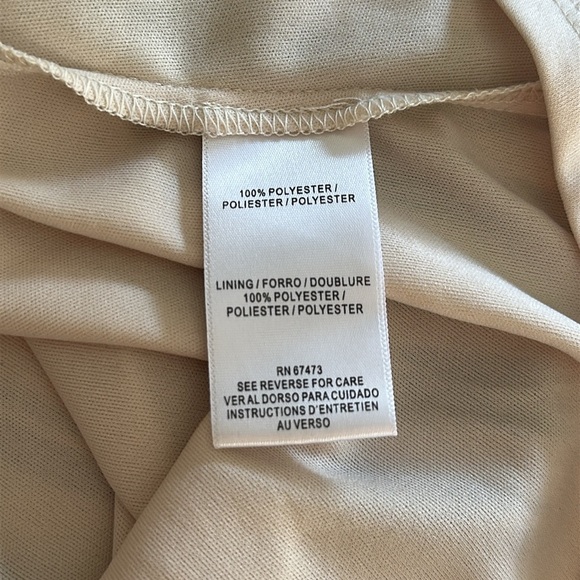 100% POLYESTER /
POLIESTER / POLYESTER
LINING / FORRO / DOUBLURE
100% POLYESTER /
POLIESTER / POLYESTER
RN 67473
SEE REVERSE FOR CARE
VER AL DORSO PARA CUIDADO
INSTRUCTIONS D'ENTRETIEN
AU VERSO